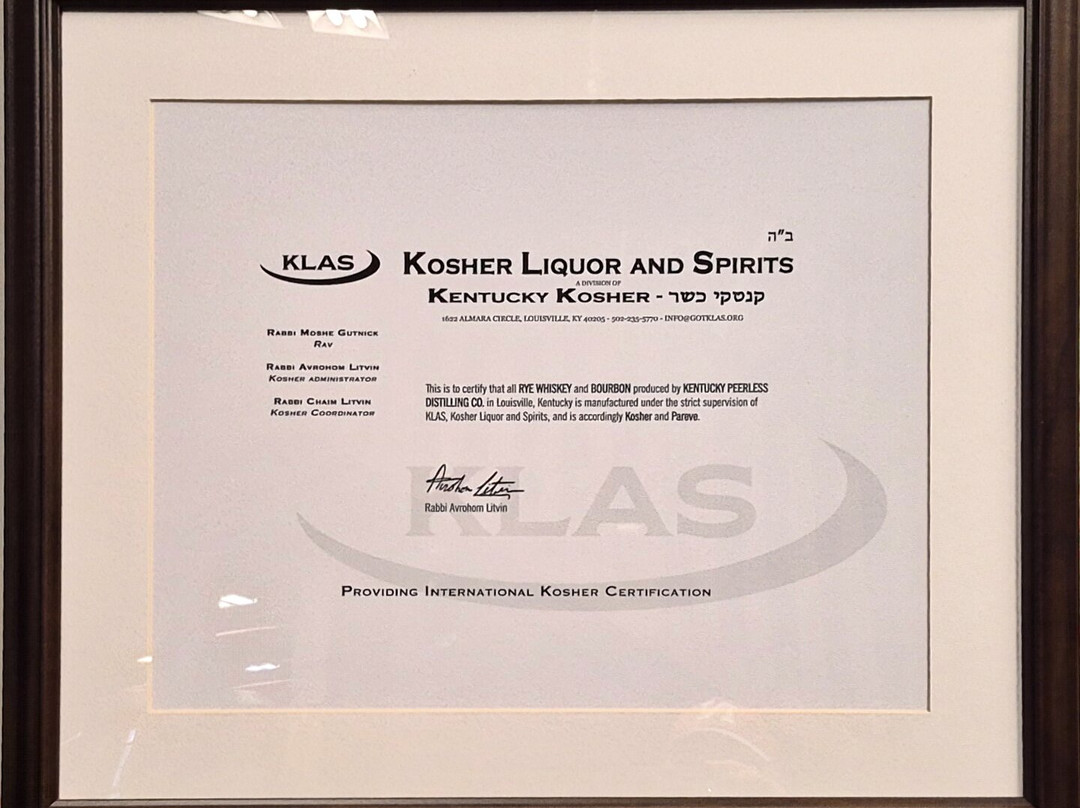 ב"ה
KLAS
KOSHER LIQUOR AND SPIRITS
A DIVISION OF
KENTUCKY KOSHER - קנטקי כשר
1622 ALMARA CIRCLE, LOUISVILLE, KY 40205 - 502-235-5770 - INFO@GOTKLAS.ORG
RABBI MOSHE GUTNICK
RAV
RABBI AVROHOM LITVIN
KOSHER ADMINISTRATOR
RABBI CHAIM LITVIN
KOSHER COORDINATOR
This is to certify that all RYE WHISKEY and BOURBON produced by KENTUCKY PEERLESS
DISTILLING CO. in Louisville, Kentucky is manufactured under the strict supervision of
KLAS, Kosher Liquor and Spirits, and is accordingly Kosher and Pareve.
Avrohom Litvin
Rabbi Avrohom Litvin
KLAS
PROVIDING INTERNATIONAL KOSHER CERTIFICATION